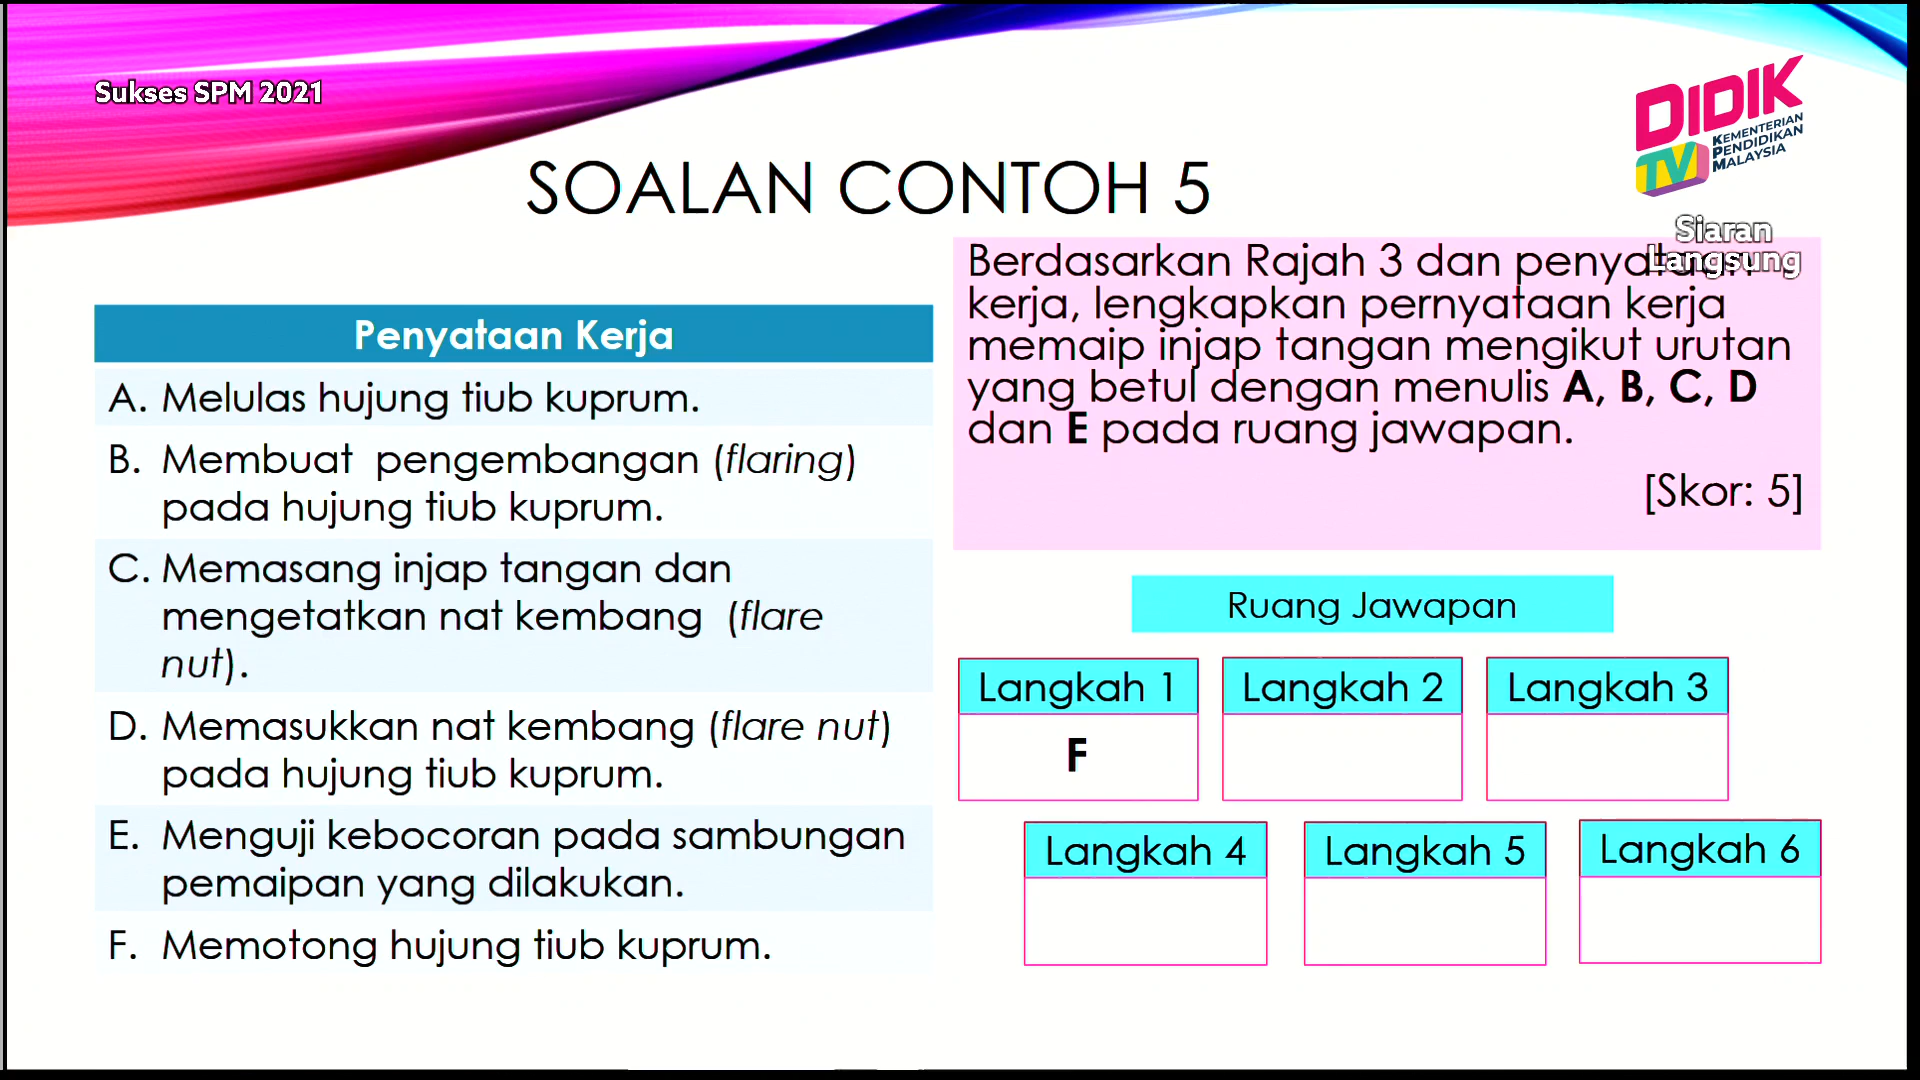 Sukses SPM 2021
DIDIK
TV
KEMENTERIAN
PENDIDIKAN
MALAYSIA
Siaran
Langsung
SOALAN CONTOH 5
Penyataan Kerja
A. Melulas hujung tiub kuprum.
B. Membuat pengembangan (flaring)
pada hujung tiub kuprum.
C. Memasang injap tangan dan
mengetatkan nat kembang (flare
nut).
D. Memasukkan nat kembang (flare nut)
pada hujung tiub kuprum.
E. Menguji kebocoran pada sambungan
pemaipan yang dilakukan.
F. Memotong hujung tiub kuprum.
Berdasarkan Rajah 3 dan penyataan
kerja, lengkapkan pernyataan kerja
memaip injap tangan mengikut urutan
yang betul dengan menulis A, B, C, D
dan E pada ruang jawapan.
[Skor: 5]
Ruang Jawapan
Langkah 1 Langkah 2 Langkah 3
F
Langkah 4 Langkah 5 Langkah 6